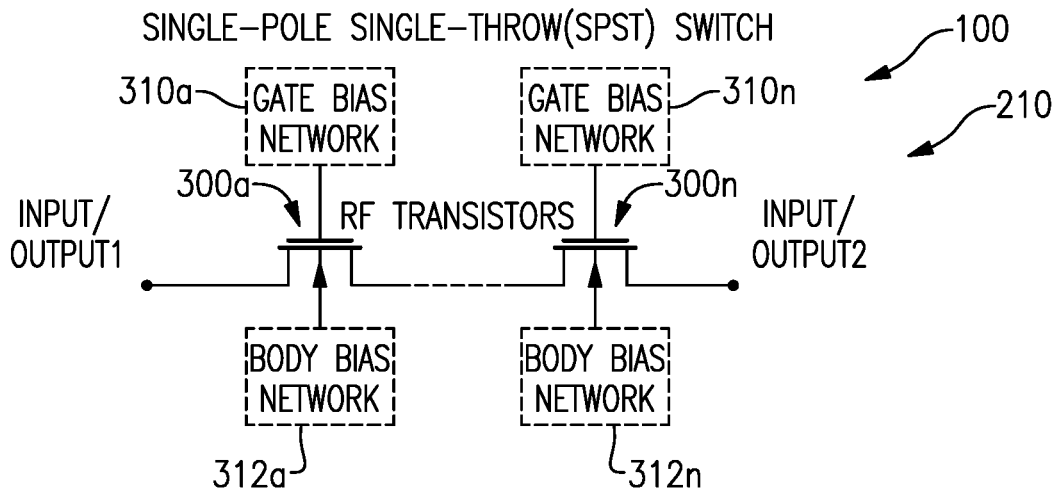 SINGLE-POLE SINGLE-THROW(SPST) SWITCH
100
210
310a
GATE BIAS
NETWORK
GATE BIAS
NETWORK
310n
300a
RF TRANSISTORS
300n
INPUT/
OUTPUT1
INPUT/
OUTPUT2
BODY BIAS
NETWORK
BODY BIAS
NETWORK
312a
312n